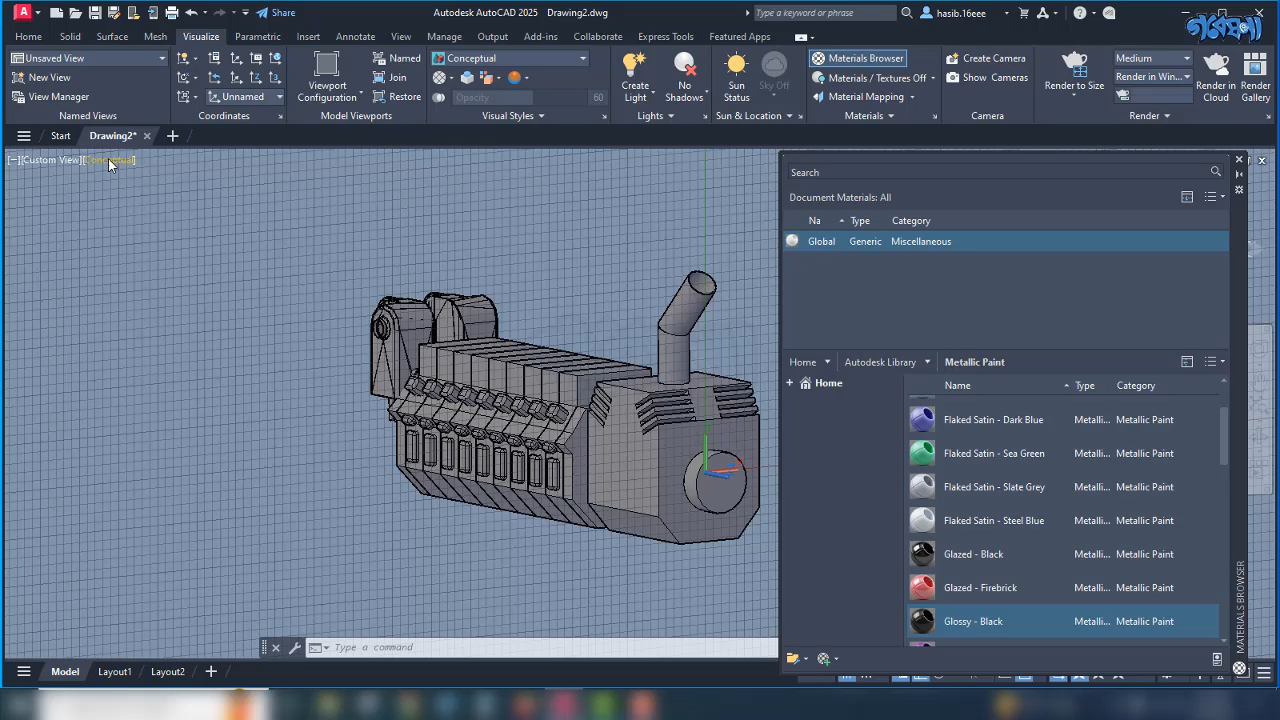 Share
Autodesk AutoCAD 2025 Drawing2.dwg
Type a keyword or phrase
hasib.16eee
গবেষণা
Home Solid Surface Mesh Visualize Parametric Insert Annotate View Manage Output Add-ins Collaborate Express Tools Featured Apps
Unsaved View
New View
View Manager
Named Views
Unnamed
Coordinates
Viewport
Configuration
Named
Join
Restore
Model Viewports
Conceptual
Opacity 60
Visual Styles
Create
Light
No
Shadows
Lights
Sun
Status
Sky Off
Sun & Location
Materials Browser
Materials / Textures Off
Material Mapping
Materials
Create Camera
Show Cameras
Camera
Render to Size
Medium
Render in Win...
Render in
Cloud
Render
Gallery
Render
Start Drawing2*
[−][Custom View][Conceptual]
Search
Document Materials: All
Na Type Category
Global Generic Miscellaneous
Home Autodesk Library Metallic Paint
Home
Name Type Category
Flaked Satin - Dark Blue Metalli... Metallic Paint
Flaked Satin - Sea Green Metalli... Metallic Paint
Flaked Satin - Slate Grey Metalli... Metallic Paint
Flaked Satin - Steel Blue Metalli... Metallic Paint
Glazed - Black Metalli... Metallic Paint
Glazed - Firebrick Metalli... Metallic Paint
Glossy - Black Metalli... Metallic Paint
MATERIALS BROWSER
Type a command
Model Layout1 Layout2